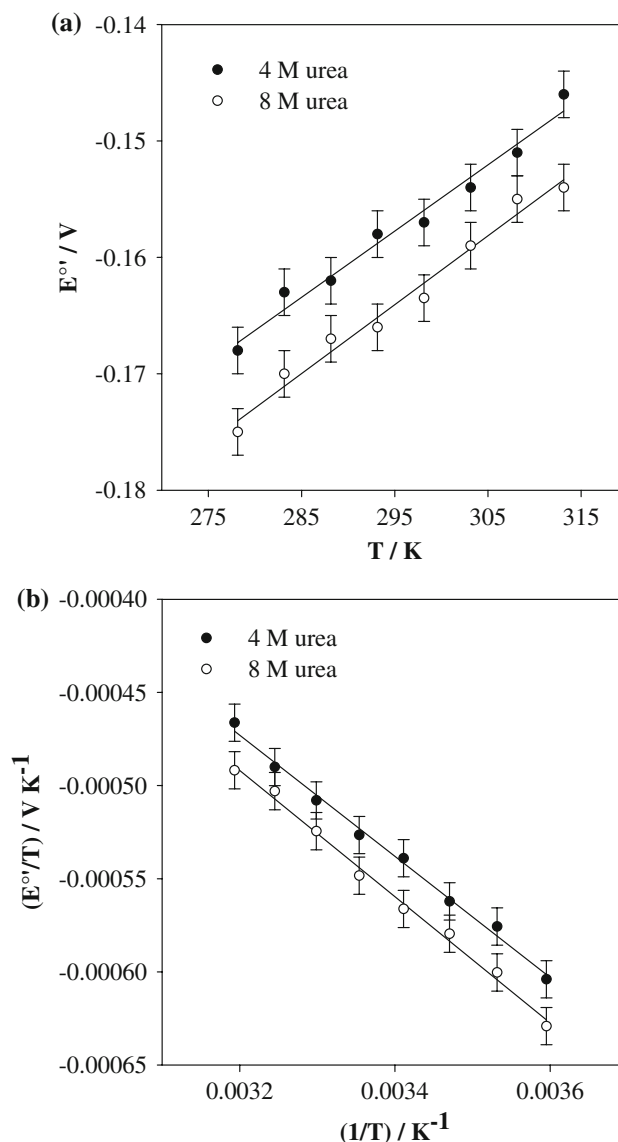 (a)
-0.14
4 M urea
8 M urea
-0.15
E°' / V
-0.16
-0.17
-0.18
275 285 295 305 315
T / K
(b)
-0.00040
4 M urea
8 M urea
-0.00045
-0.00050
(E°'/T) / V K-1
-0.00055
-0.00060
-0.00065
0.0032 0.0034 0.0036
(1/T) / K-1